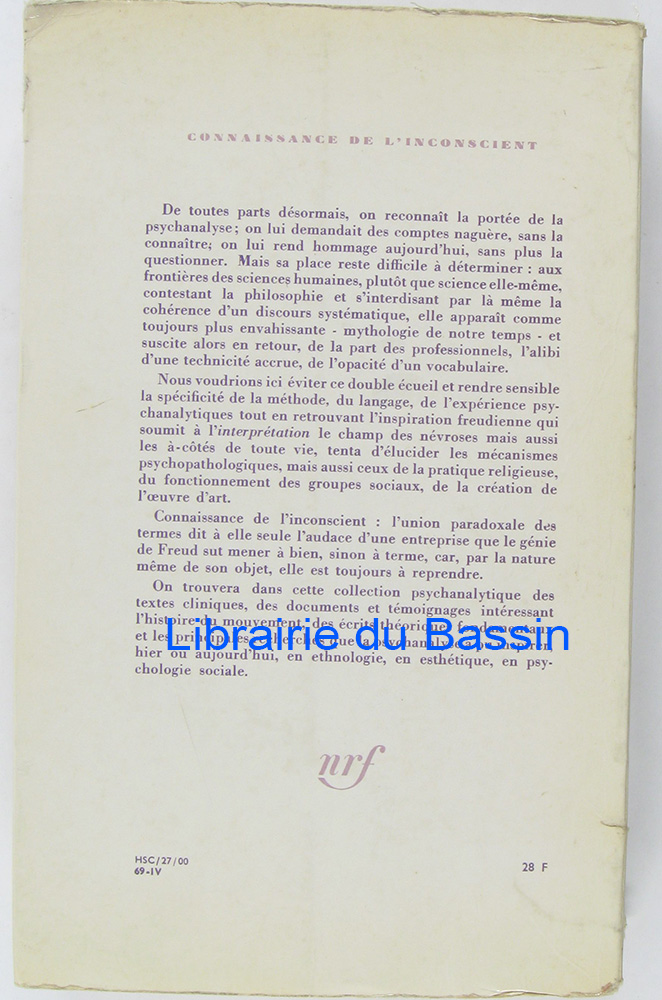 CONNAISSANCE DE L'INCONSCIENT
De toutes parts désormais, on reconnaît la portée de la
psychanalyse; on lui demandait des comptes naguère, sans la
connaître; on lui rend hommage aujourd'hui, sans plus la
questionner. Mais sa place reste difficile à déterminer : aux
frontières des sciences humaines, plutôt que science elle-même,
contestant la philosophie et s'interdisant par là même la
cohérence d'un discours systématique, elle apparaît comme
toujours plus envahissante - mythologie de notre temps - et
suscite alors en retour, de la part des professionnels, l'alibi
d'une technicité accrue, de l'opacité d'un vocabulaire.
Nous voudrions ici éviter ce double écueil et rendre sensible
la spécificité de la méthode, du langage, de l'expérience psy-
chanalytiques tout en retrouvant l'inspiration freudienne qui
soumit à l'interprétation le champ des névroses mais aussi
les à-côtés de toute vie, tenta d'élucider les mécanismes
psychopathologiques, mais aussi ceux de la pratique religieuse,
du fonctionnement des groupes sociaux, de la création de
l'œuvre d'art.
Connaissance de l'inconscient : l'union paradoxale des
termes dit à elle seule l'audace d'une entreprise que le génie
de Freud sut mener à bien, sinon à terme, car, par la nature
même de son objet, elle est toujours à reprendre.
On trouvera dans cette collection psychanalytique des
textes cliniques, des documents et témoignages intéressant
l'histoire du mouvement, des écrits théoriques fondamentaux
Librairie du Bassin
et les principales recherches que la psychanalyse a pu inspirer,
hier ou aujourd'hui, en ethnologie, en esthétique, en psy-
chologie sociale.
nrf
HSC/27/00
69-IV
28 F